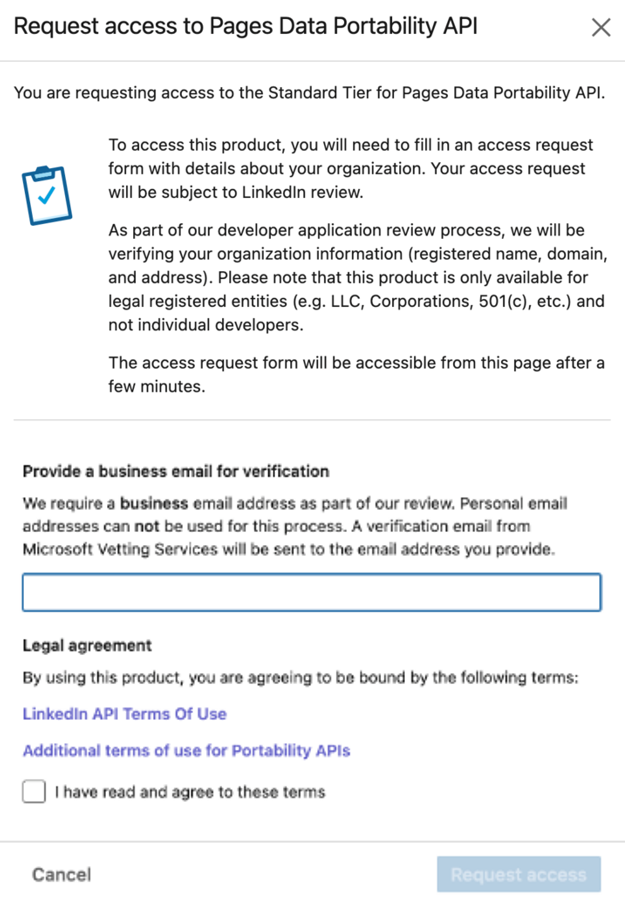 Request access to Pages Data Portability API
You are requesting access to the Standard Tier for Pages Data Portability API.
To access this product, you will need to fill in an access request
form with details about your organization. Your access request
will be subject to LinkedIn review.
As part of our developer application review process, we will be
verifying your organization information (registered name, domain,
and address). Please note that this product is only available for
legal registered entities (e.g. LLC, Corporations, 501(c), etc.) and
not individual developers.
The access request form will be accessible from this page after a
few minutes.
Provide a business email for verification
We require a business email address as part of our review. Personal email
addresses can not be used for this process. A verification email from
Microsoft Vetting Services will be sent to the email address you provide.
Legal agreement
By using this product, you are agreeing to be bound by the following terms:
LinkedIn API Terms Of Use
Additional terms of use for Portability APIs
I have read and agree to these terms
Cancel
Request access